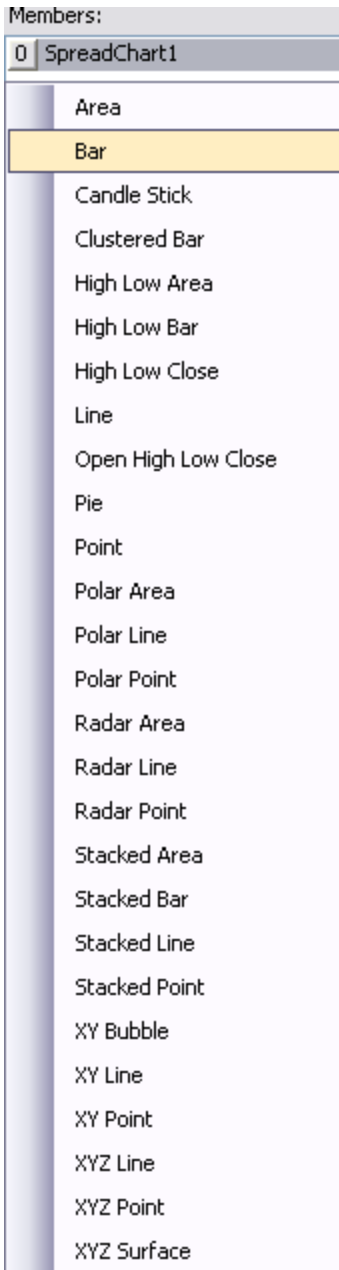 Members:
0 SpreadChart1
Area
Bar
Candle Stick
Clustered Bar
High Low Area
High Low Bar
High Low Close
Line
Open High Low Close
Pie
Point
Polar Area
Polar Line
Polar Point
Radar Area
Radar Line
Radar Point
Stacked Area
Stacked Bar
Stacked Line
Stacked Point
XY Bubble
XY Line
XY Point
XYZ Line
XYZ Point
XYZ Surface